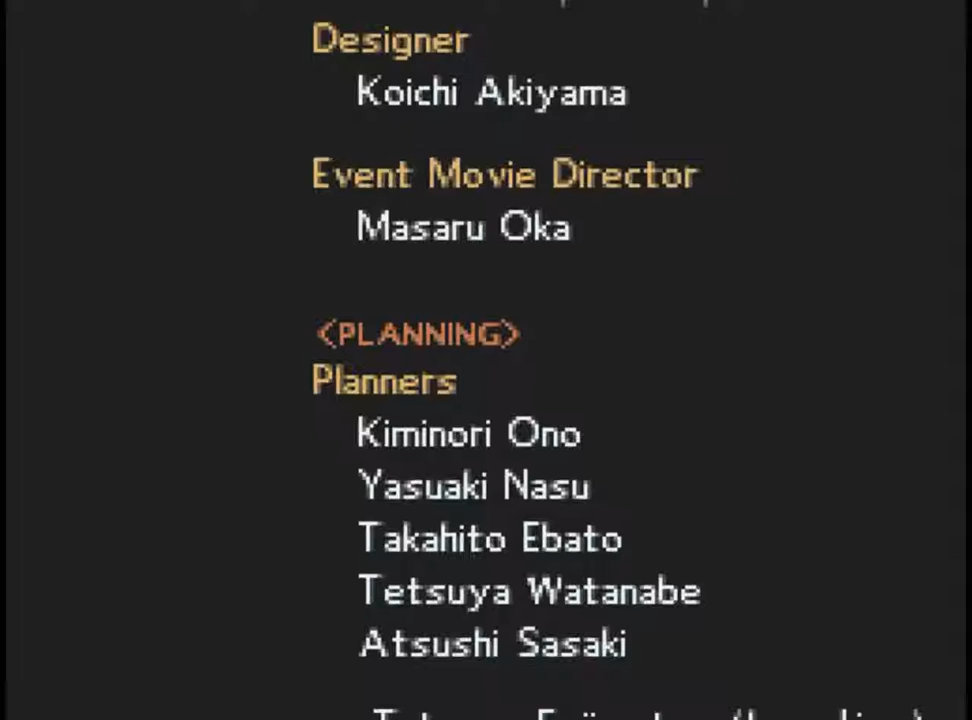 Designer
Koichi Akiyama
Event Movie Director
Masaru Oka
<PLANNING>
Planners
Kiminori Ono
Yasuaki Nasu
Takahito Ebato
Tetsuya Watanabe
Atsushi Sasaki